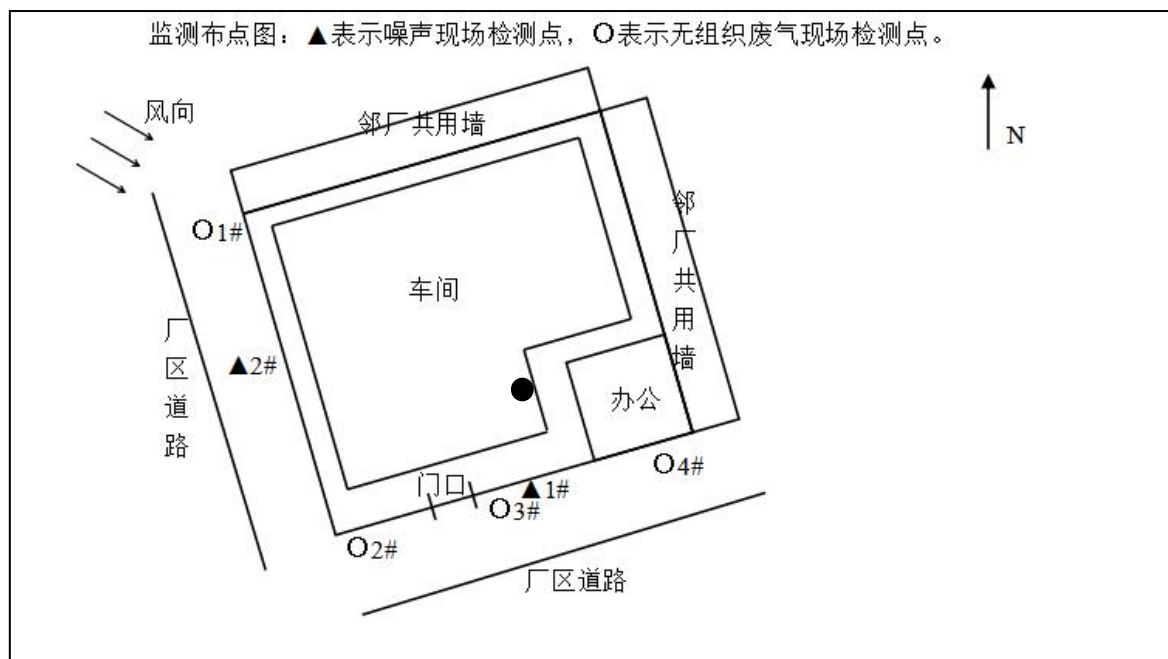 监测布点图：▲表示噪声现场检测点，O表示无组织废气现场检测点。
风向
邻厂共用墙
N
O1#
邻厂共用墙
车间
厂区道路
▲2#
办公
O4#
门口
▲1#
O3#
O2#
厂区道路